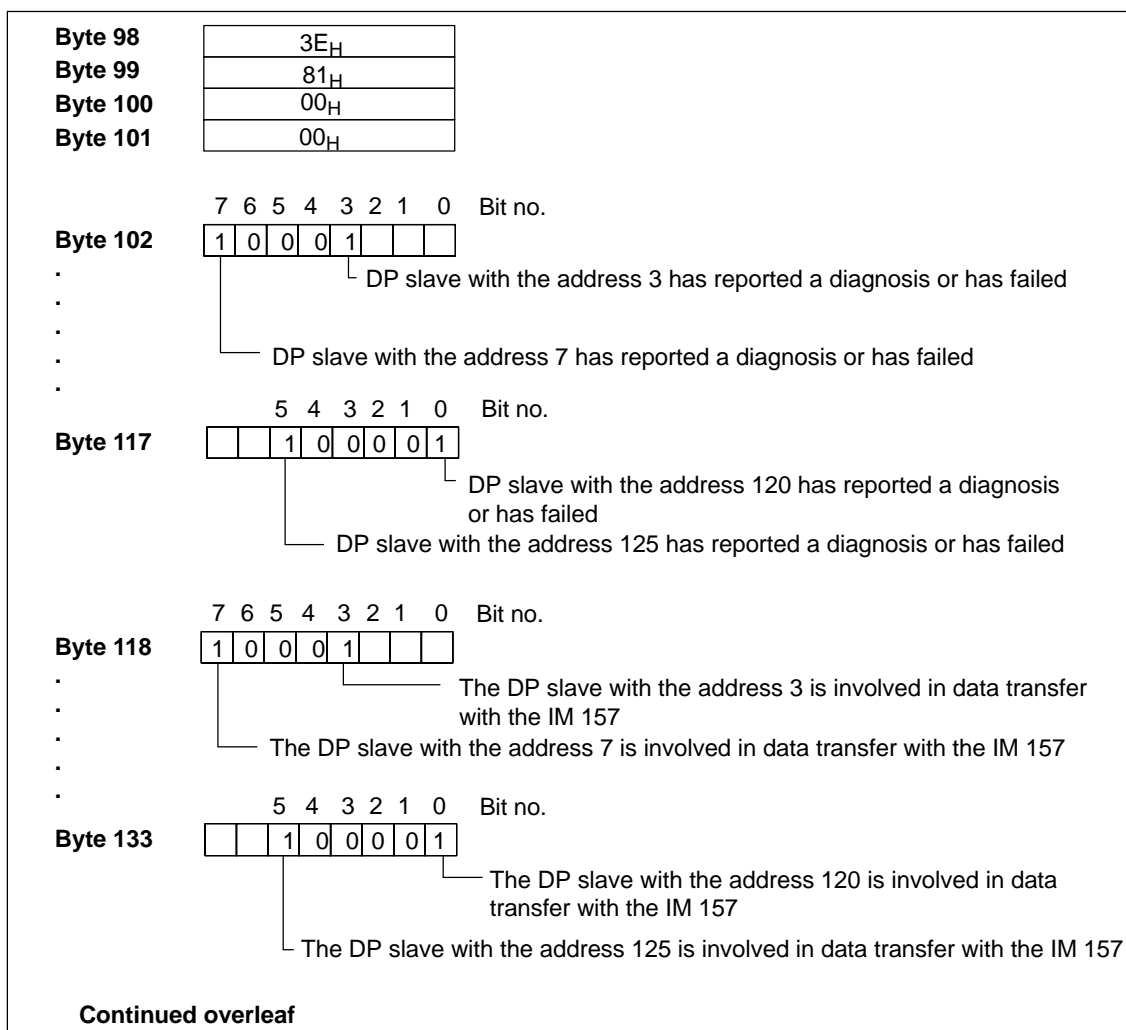 Byte 98 3EH
Byte 99 81H
Byte 100 00H
Byte 101 00H
7 6 5 4 3 2 1 0 Bit no.
Byte 102 1 0 0 0 1
. DP slave with the address 3 has reported a diagnosis or has failed
.
.
. DP slave with the address 7 has reported a diagnosis or has failed
.
5 4 3 2 1 0 Bit no.
Byte 117 1 0 0 0 0 1
DP slave with the address 120 has reported a diagnosis
or has failed
DP slave with the address 125 has reported a diagnosis or has failed
7 6 5 4 3 2 1 0 Bit no.
Byte 118 1 0 0 0 1
. The DP slave with the address 3 is involved in data transfer
. with the IM 157
. The DP slave with the address 7 is involved in data transfer with the IM 157
.
.
5 4 3 2 1 0 Bit no.
Byte 133 1 0 0 0 0 1
The DP slave with the address 120 is involved in data
transfer with the IM 157
The DP slave with the address 125 is involved in data transfer with the IM 157
Continued overleaf